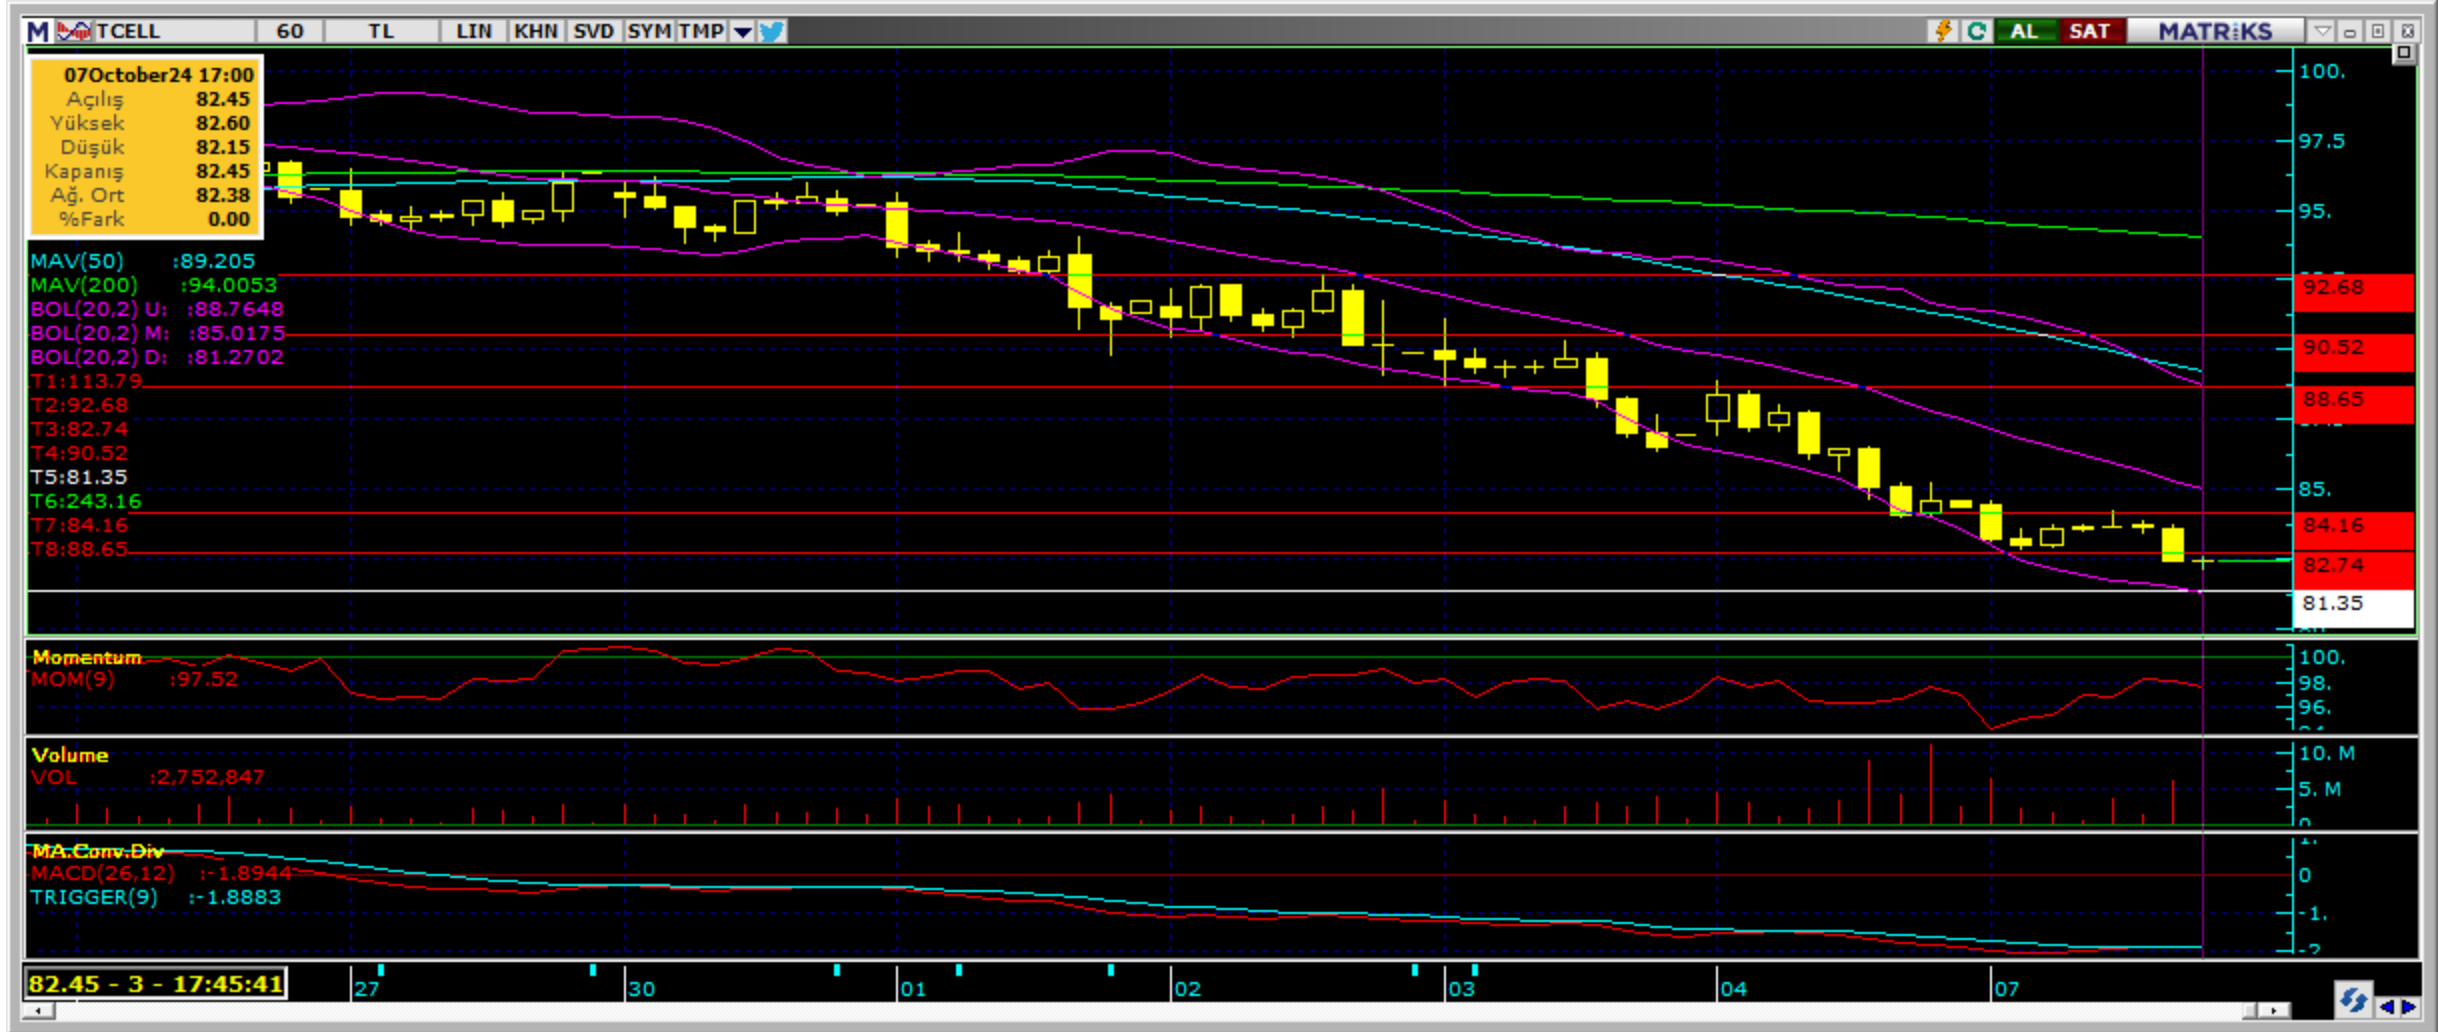 M TCELL 60 TL LIN KHN SVD SYM TMP AL SAT MATRiKS
07October24 17:00
Açılış 82.45
Yüksek 82.60
Düşük 82.15
Kapanış 82.45
Ağ. Ort 82.38
%Fark 0.00
MAV(50) :89.205
MAV(200) :94.0053
BOL(20,2) U: :88.7648
BOL(20,2) M: :85.0175
BOL(20,2) D: :81.2702
T1:113.79
T2:92.68
T3:82.74
T4:90.52
T5:81.35
T6:243.16
T7:84.16
T8:88.65
100.
97.5
95.
92.68
90.52
88.65
85.
84.16
82.74
81.35
Momentum
MOM(9) :97.52
100.
98.
96.
Volume
VOL :2,752,847
10. M
5. M
0
MA.Conv.Div
MACD(26,12) :-1.8944
TRIGGER(9) :-1.8883
1.
0
-1.
-2
82.45 - 3 - 17:45:41
27 30 01 02 03 04 07